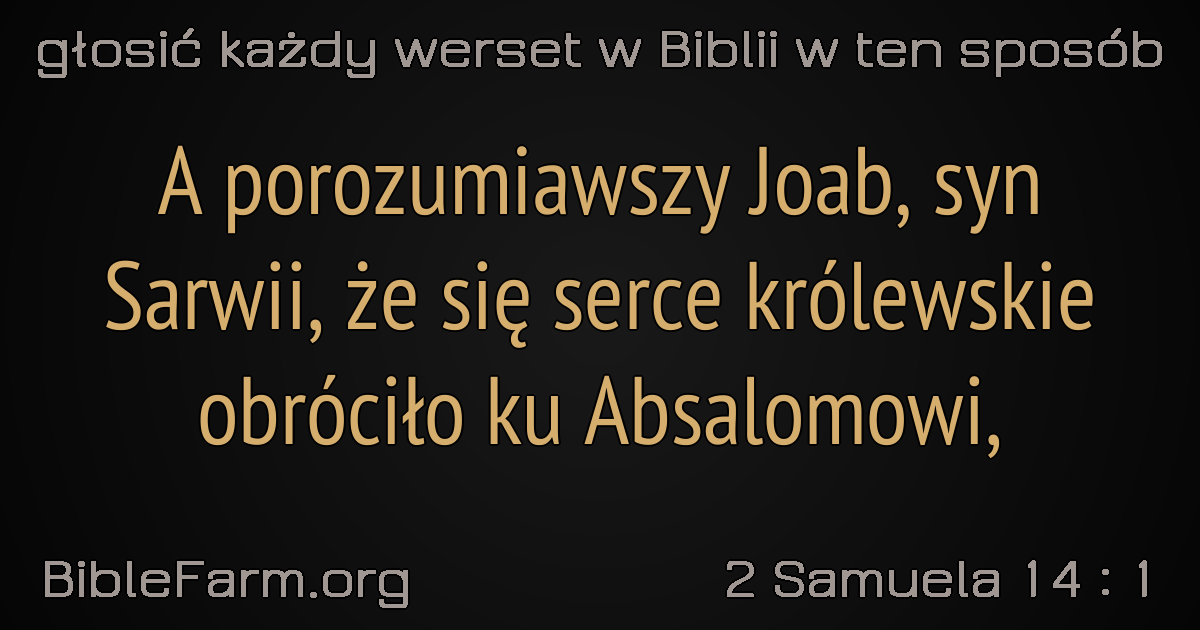 głosić każdy werset w Biblii w ten sposób
A porozumiawszy Joab, syn
Sarwii, że się serce królewskie
obróciło ku Absalomowi,
BibleFarm.org
2 Samuela 14 : 1